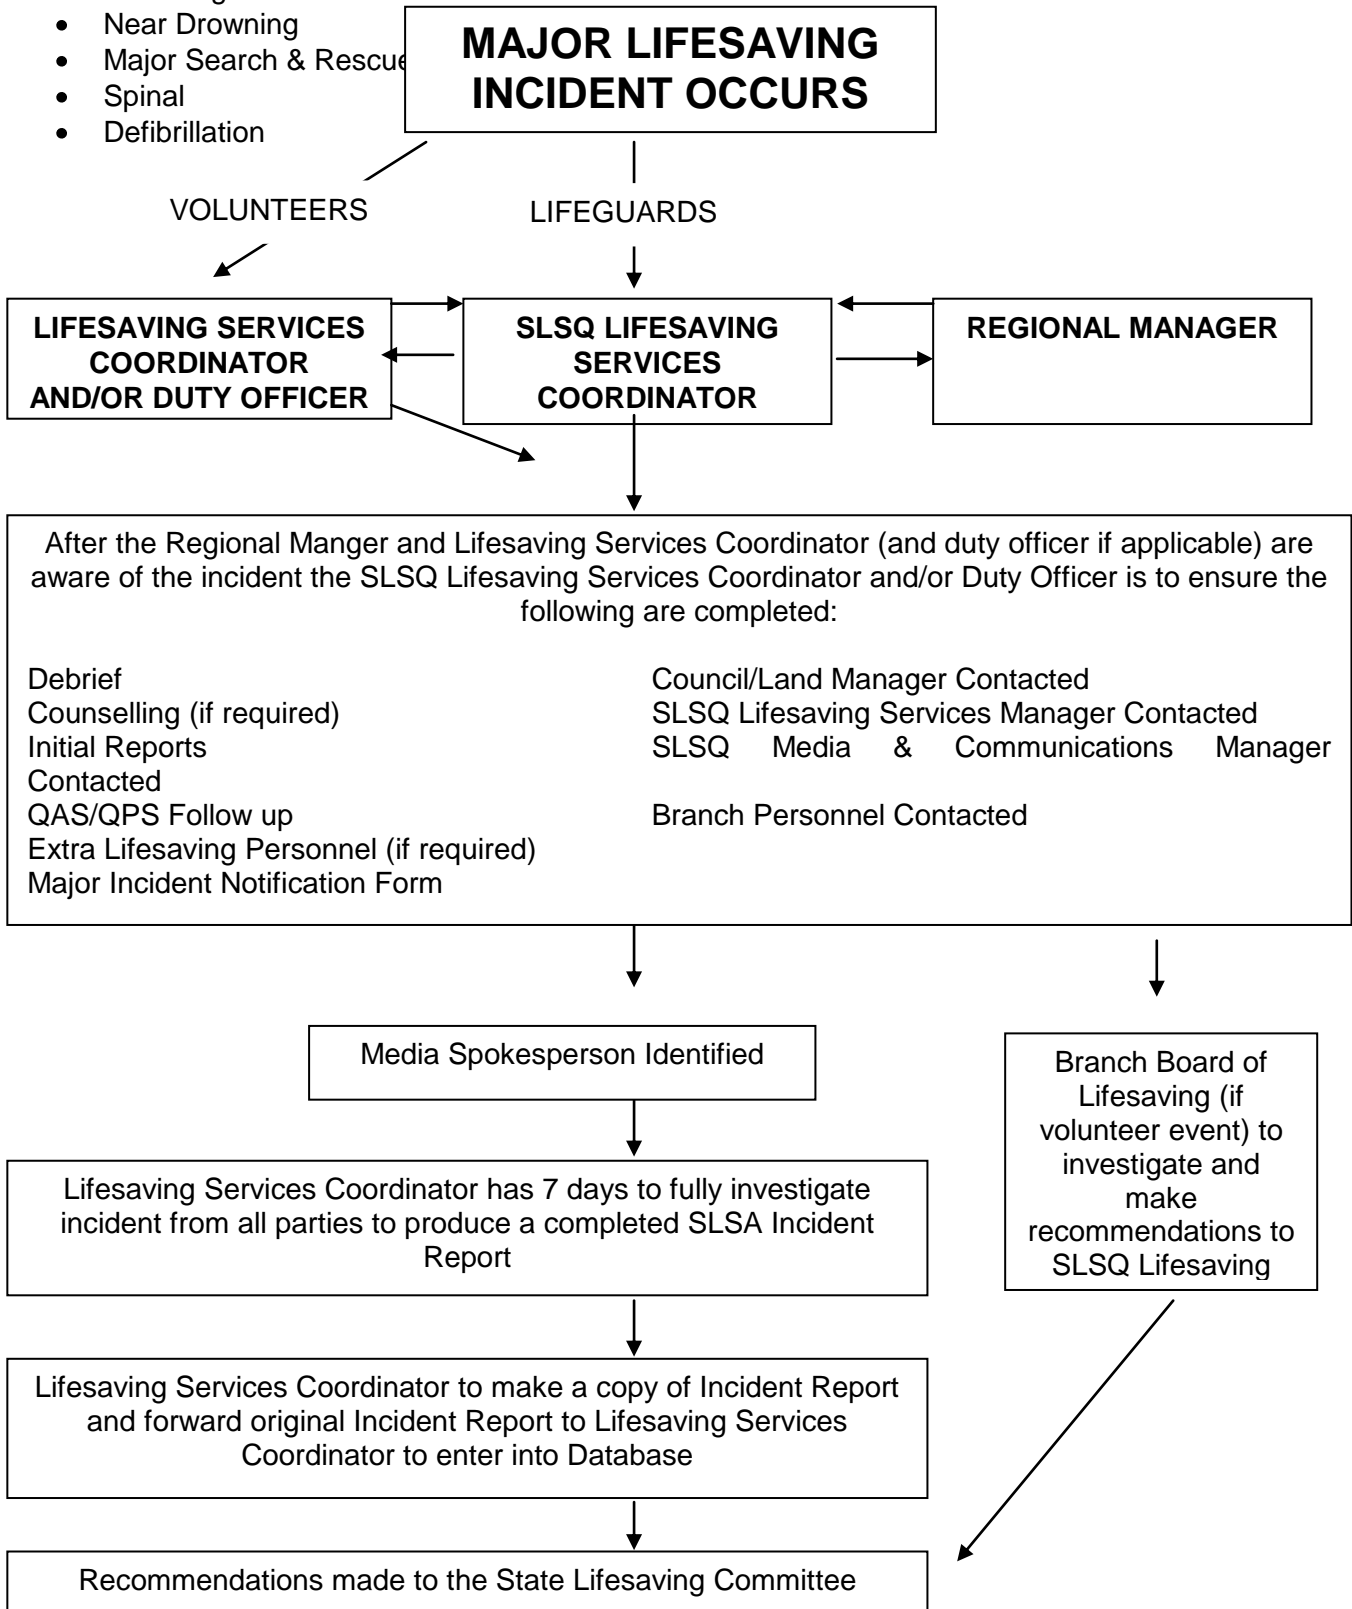 • Near Drowning
• Major Search & Rescue
• Spinal
• Defibrillation
MAJOR LIFESAVING
INCIDENT OCCURS
VOLUNTEERS
LIFEGUARDS
LIFESAVING SERVICES
COORDINATOR
AND/OR DUTY OFFICER
SLSQ LIFESAVING
SERVICES
COORDINATOR
REGIONAL MANAGER
After the Regional Manger and Lifesaving Services Coordinator (and duty officer if applicable) are
aware of the incident the SLSQ Lifesaving Services Coordinator and/or Duty Officer is to ensure the
following are completed:
Debrief Council/Land Manager Contacted
Counselling (if required) SLSQ Lifesaving Services Manager Contacted
Initial Reports SLSQ Media & Communications Manager
Contacted
QAS/QPS Follow up Branch Personnel Contacted
Extra Lifesaving Personnel (if required)
Major Incident Notification Form
Media Spokesperson Identified
Branch Board of
Lifesaving (if
volunteer event) to
investigate and
make
recommendations to
SLSQ Lifesaving
Lifesaving Services Coordinator has 7 days to fully investigate
incident from all parties to produce a completed SLSA Incident
Report
Lifesaving Services Coordinator to make a copy of Incident Report
and forward original Incident Report to Lifesaving Services
Coordinator to enter into Database
Recommendations made to the State Lifesaving Committee